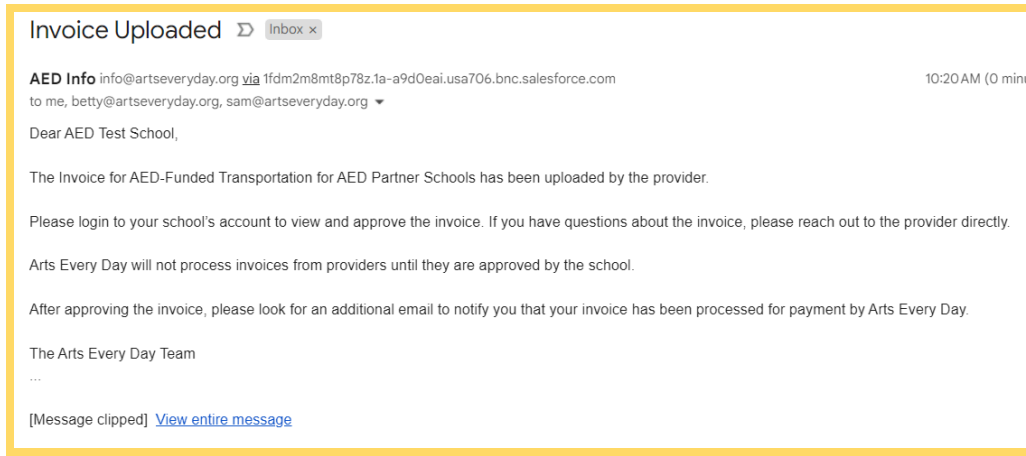 Invoice Uploaded Inbox ×
AED Info info@artseveryday.org via 1fdm2m8mt8p78z.1a-a9d0eai.usa706.bnc.salesforce.com 10:20 AM (0
to me, betty@artseveryday.org, sam@artseveryday.org
Dear AED Test School,
The Invoice for AED-Funded Transportation for AED Partner Schools has been uploaded by the provider.
Please login to your school's account to view and approve the invoice. If you have questions about the invoice, please reach out to the provider directly.
Arts Every Day will not process invoices from providers until they are approved by the school.
After approving the invoice, please look for an additional email to notify you that your invoice has been processed for payment by Arts Every Day.
The Arts Every Day Team
...
[Message clipped] View entire message